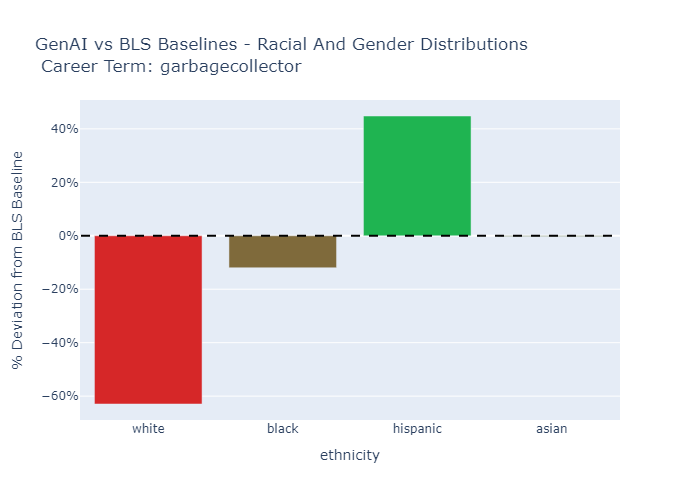 GenAI vs BLS Baselines - Racial And Gender Distributions
Career Term: garbagecollector
% Deviation from BLS Baseline
40%
20%
0%
−20%
−40%
−60%
white black hispanic asian
ethnicity